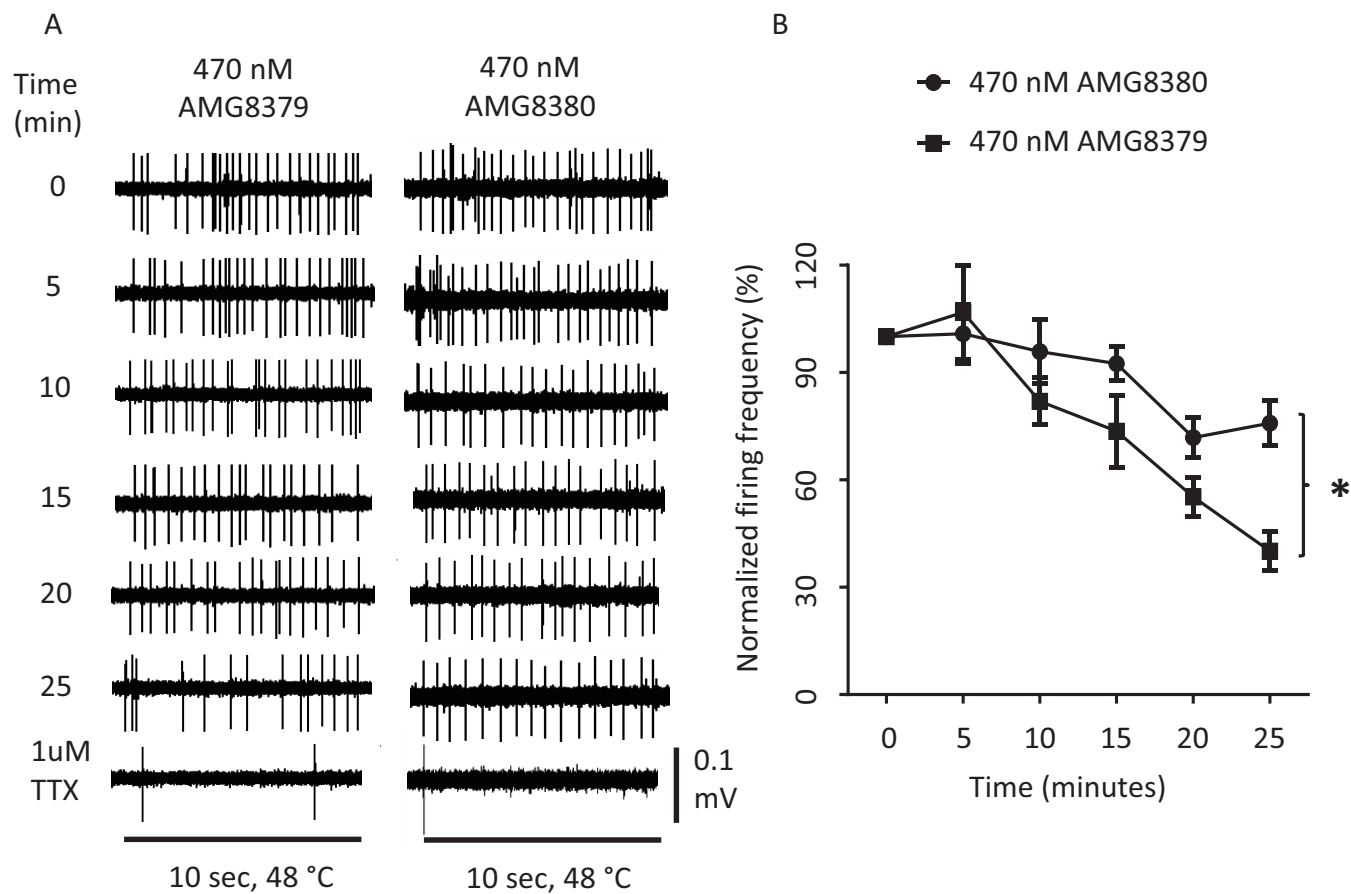 A
Time
(min)
470 nM
AMG8379
470 nM
AMG8380
0
5
10
15
20
25
1uM
TTX
0.1
mV
10 sec, 48 °C
10 sec, 48 °C
B
470 nM AMG8380
470 nM AMG8379
Normalized firing frequency (%)
120
90
60
30
0
*
0 5 10 15 20 25
Time (minutes)